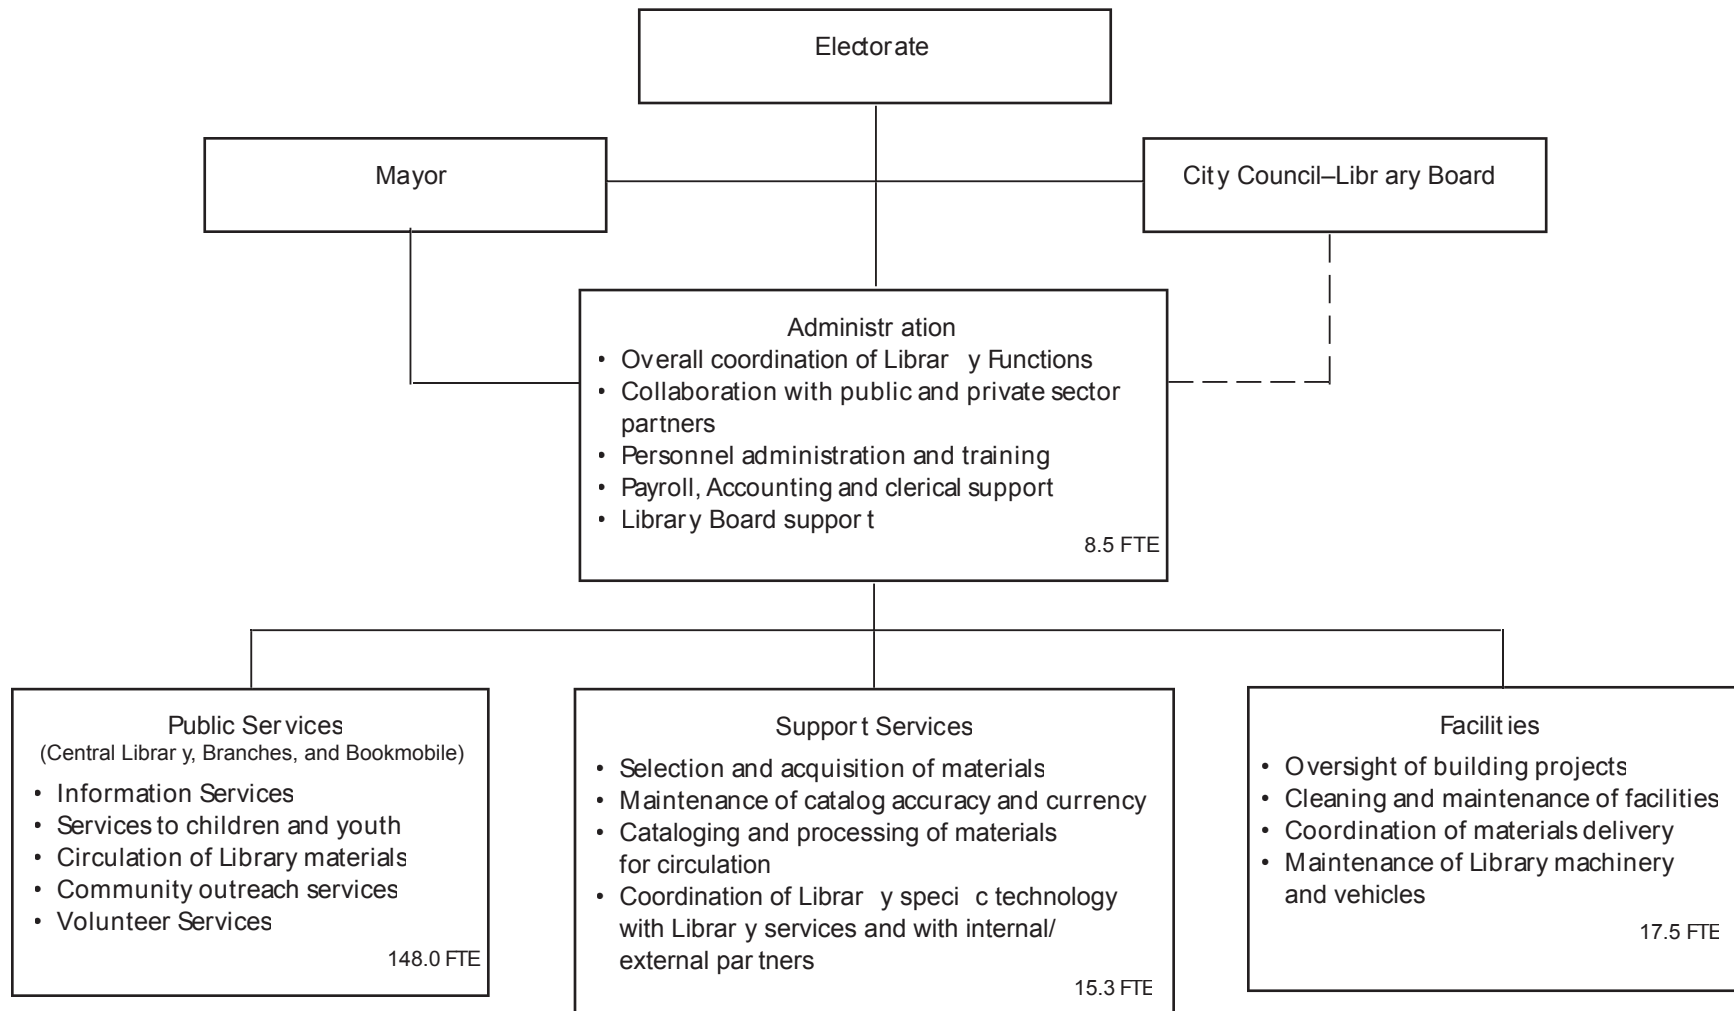 Electorate
Mayor
City Council–Library Board
Administration
• Overall coordination of Library Functions
• Collaboration with public and private sector
partners
• Personnel administration and training
• Payroll, Accounting and clerical support
• Library Board support
8.5 FTE
Public Services
(Central Library, Branches, and Bookmobile)
• Information Services
• Services to children and youth
• Circulation of Library materials
• Community outreach services
• Volunteer Services
148.0 FTE
Support Services
• Selection and acquisition of materials
• Maintenance of catalog accuracy and currency
• Cataloging and processing of materials
for circulation
• Coordination of Library speci c technology
with Library services and with internal/
external partners
15.3 FTE
Facilities
• Oversight of building projects
• Cleaning and maintenance of facilities
• Coordination of materials delivery
• Maintenance of Library machinery
and vehicles
17.5 FTE